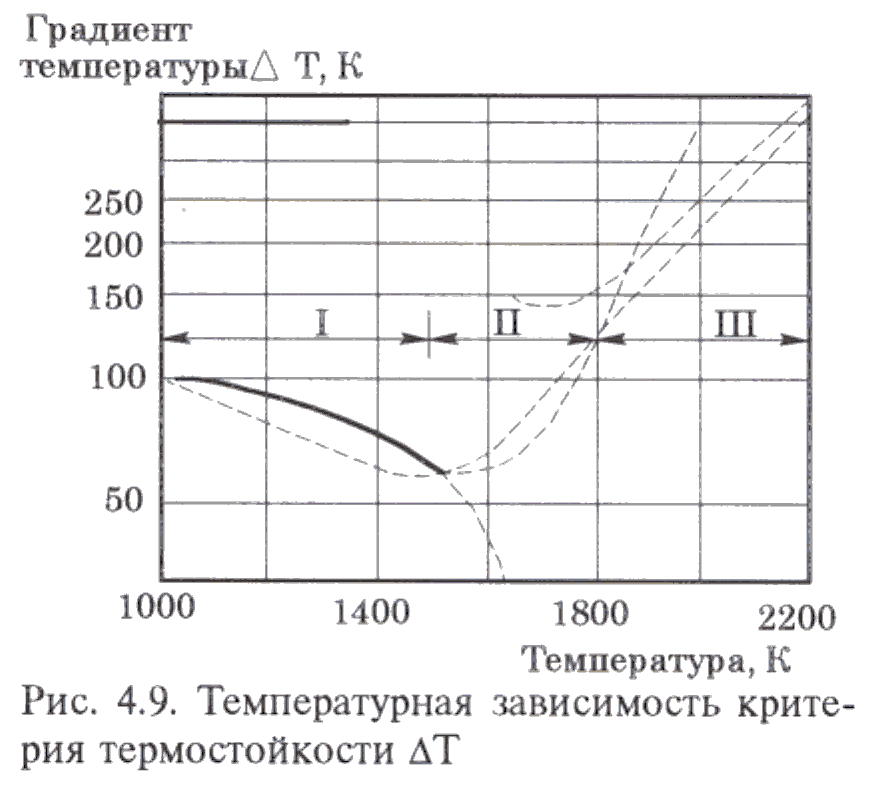 Градиент
температуры△ T, К
250
200
150
I II III
100
50
1000 1400 1800 2200
Температура, К
Рис. 4.9. Температурная зависимость крите-
рия термостойкости ΔT